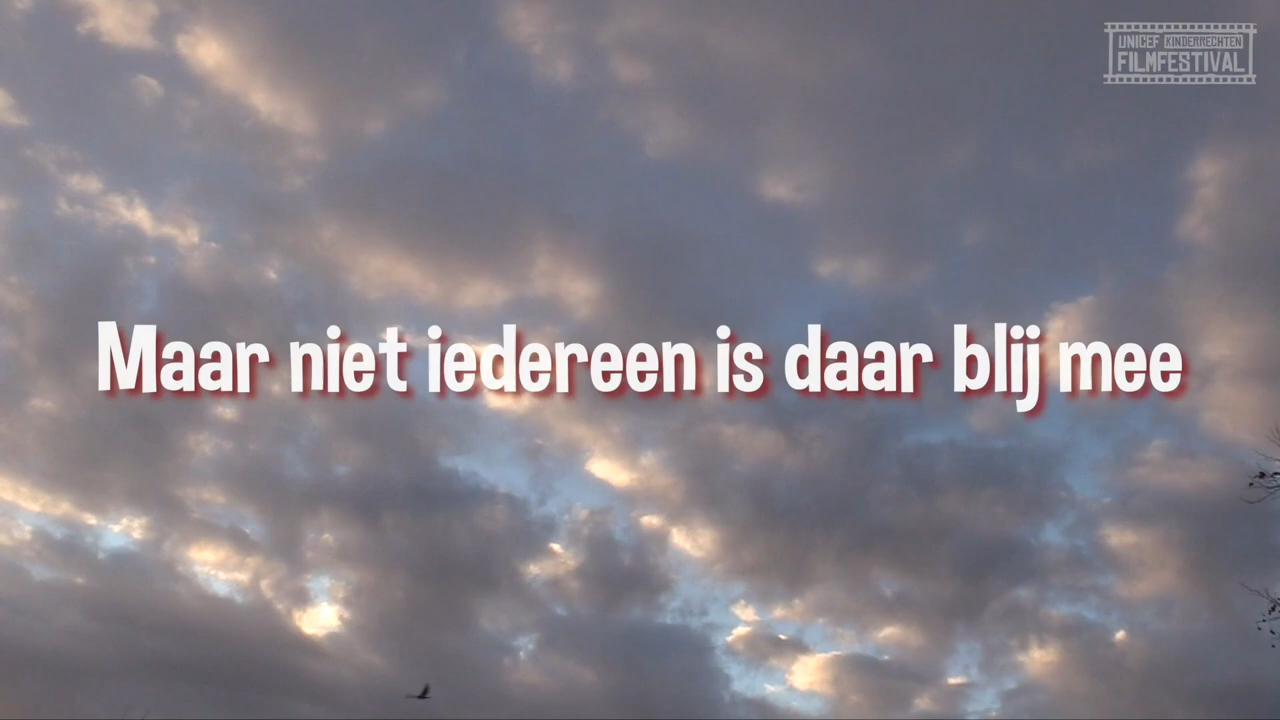 UNICEF KINDERRECHTEN
FILMFESTIVAL
Maar niet iedereen is daar blij mee